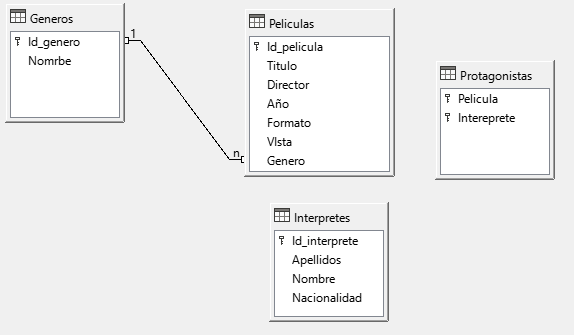 Generos
Id_genero
Nomrbe
1
n
Peliculas
Id_pelicula
Titulo
Director
Año
Formato
VIsta
Genero
Protagonistas
Pelicula
Intereprete
Interpretes
Id_interprete
Apellidos
Nombre
Nacionalidad